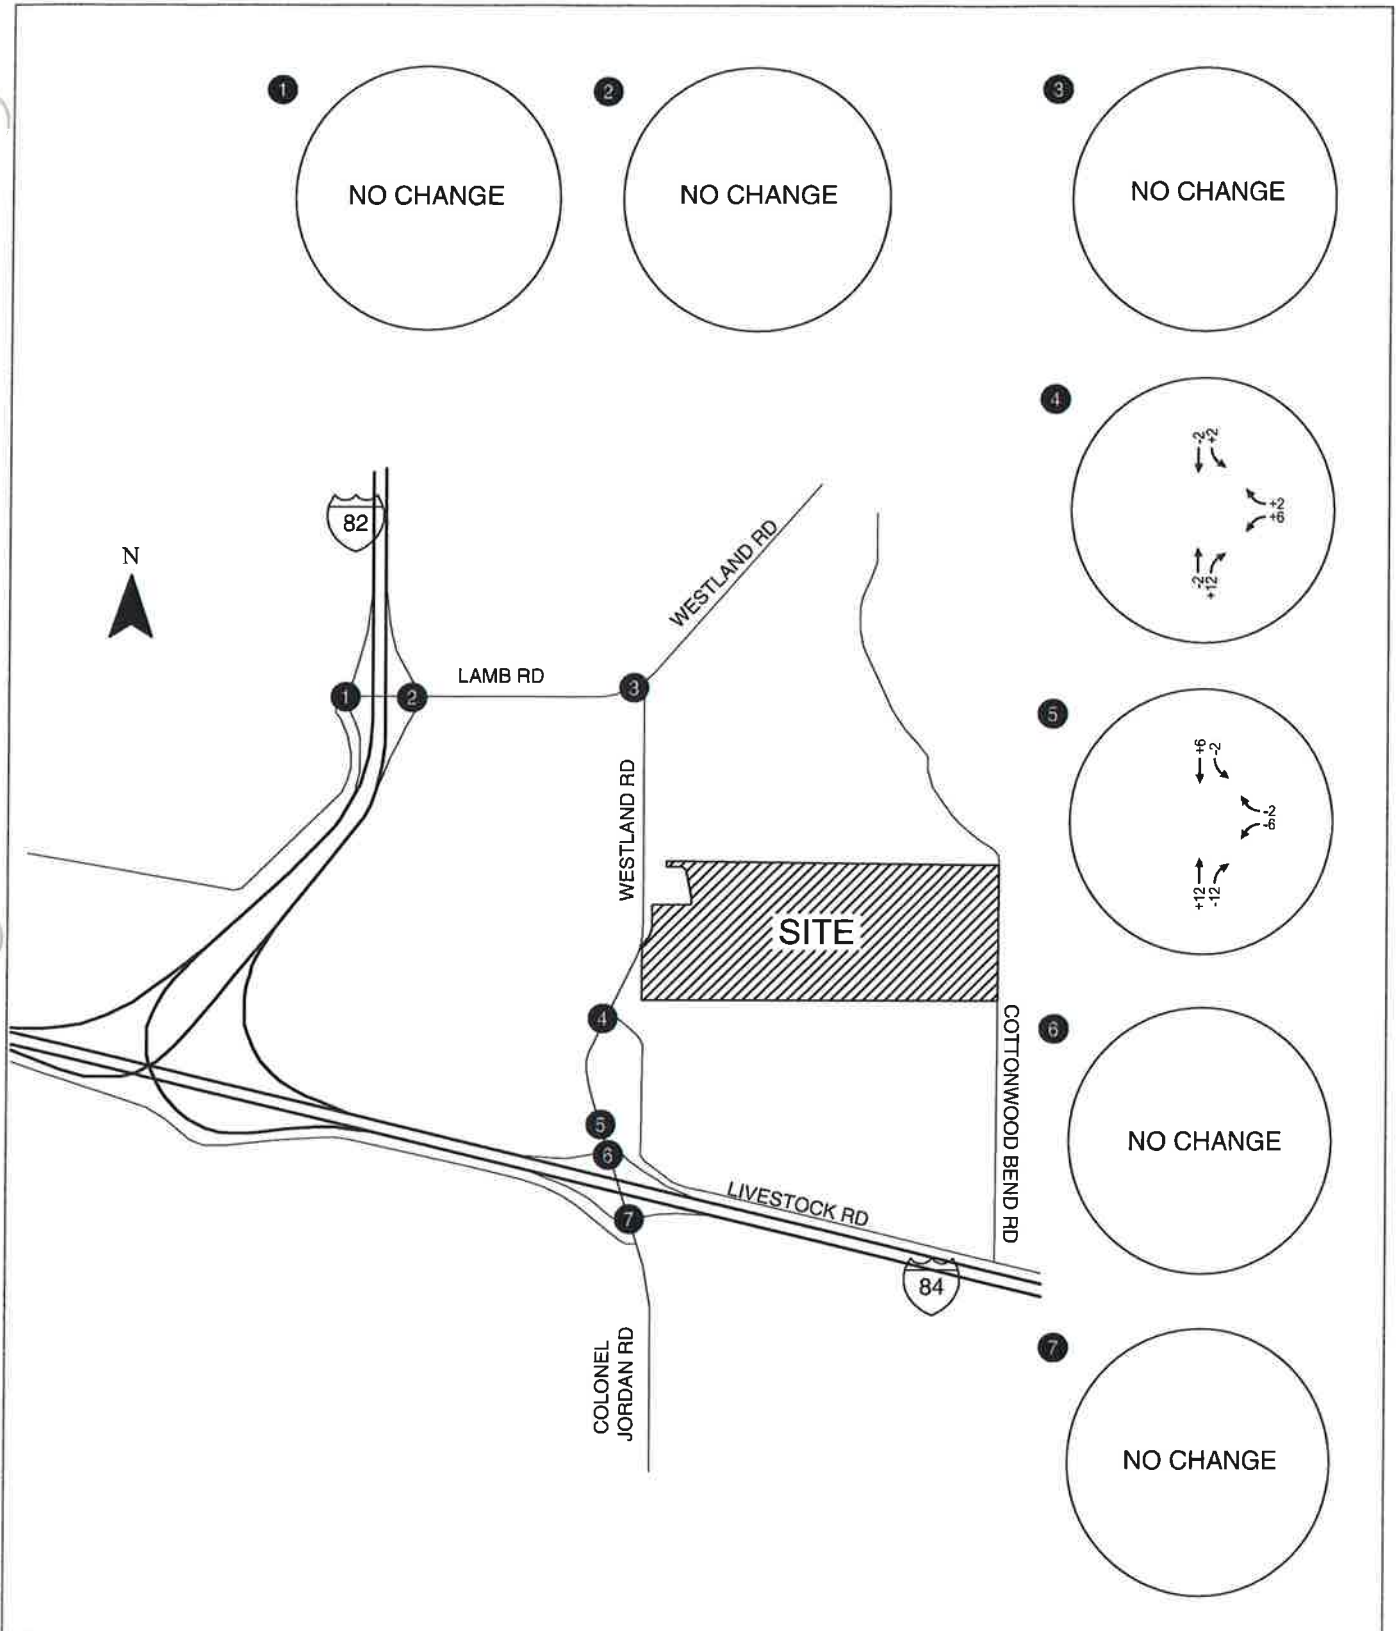 1
NO CHANGE
2
NO CHANGE
3
NO CHANGE
4
-2
+2
+2
+6
-2
+12
5
+6
-2
-2
-6
+12
-12
6
NO CHANGE
7
NO CHANGE
82
N
WESTLAND RD
LAMB RD
1
2
3
WESTLAND RD
SITE
4
5
6
7
COTTONWOOD BEND RD
LIVESTOCK RD
84
COLONEL
JORDAN RD